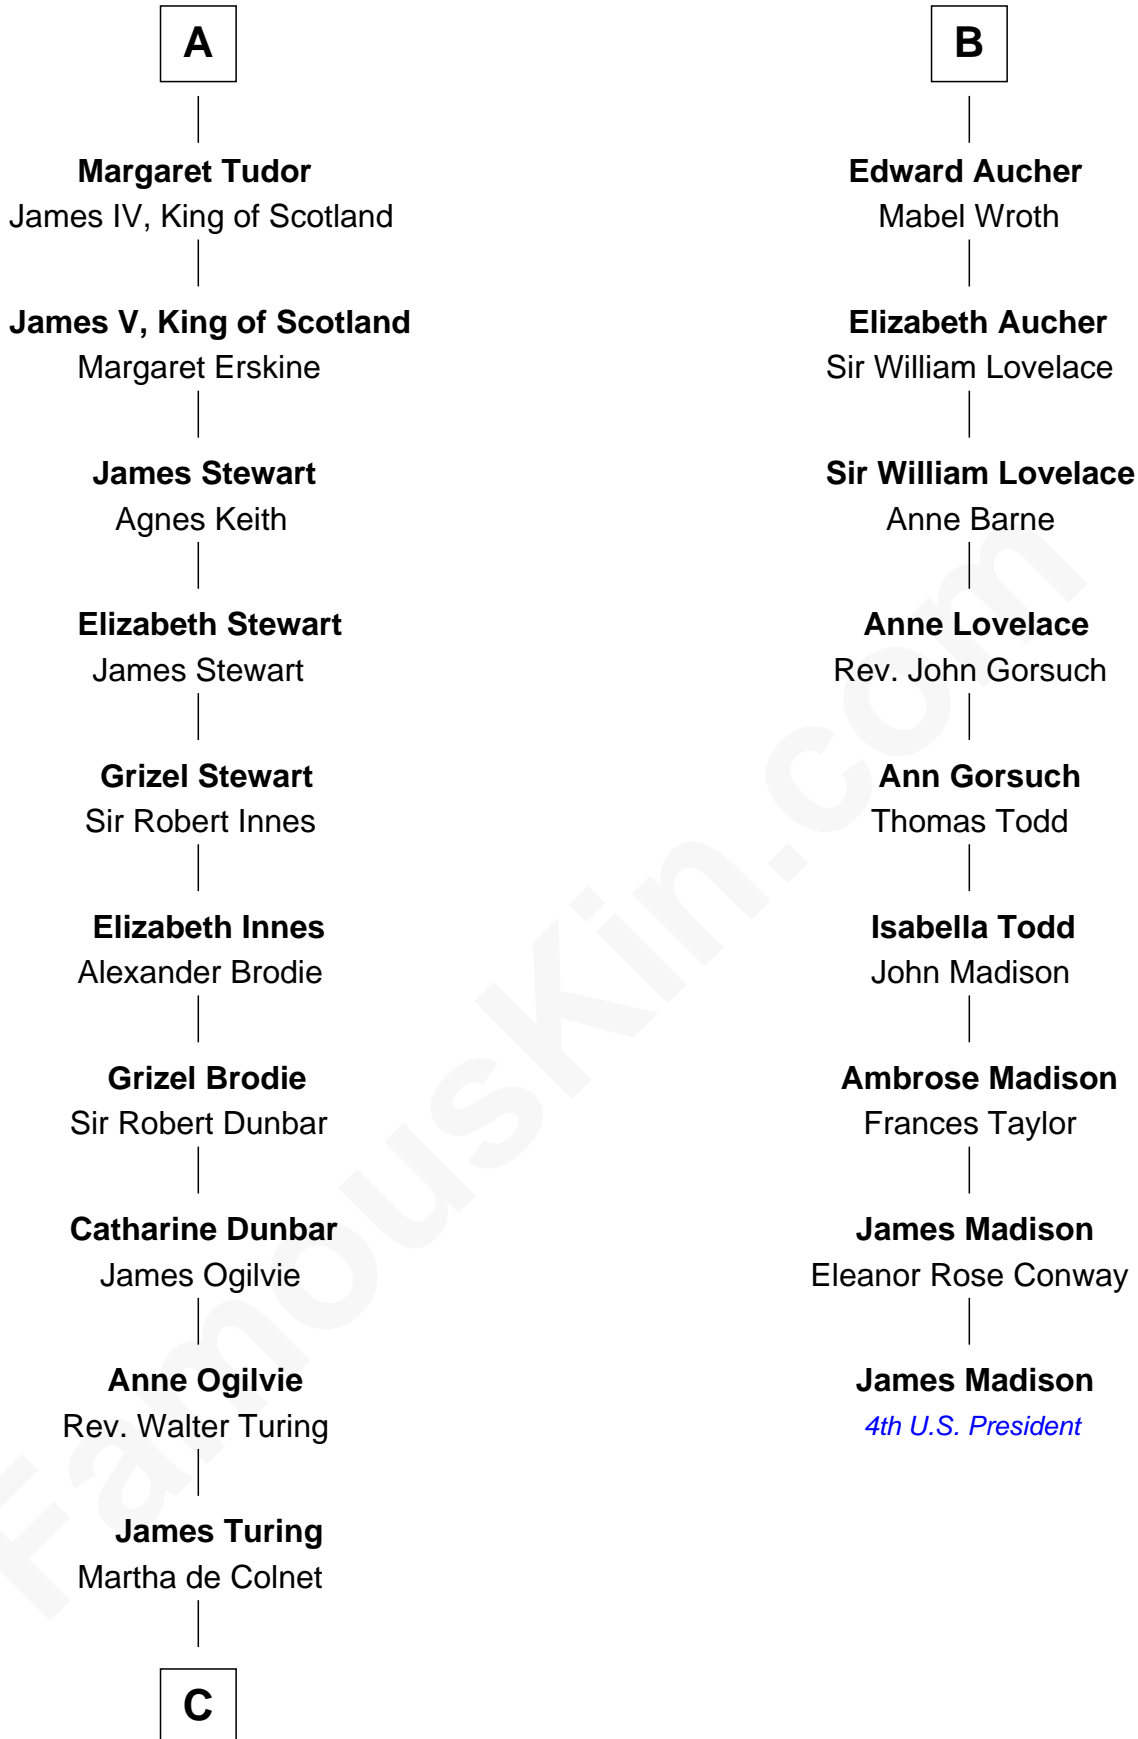 A
Margaret Tudor
James IV, King of Scotland
James V, King of Scotland
Margaret Erskine
James Stewart
Agnes Keith
Elizabeth Stewart
James Stewart
Grizel Stewart
Sir Robert Innes
Elizabeth Innes
Alexander Brodie
Grizel Brodie
Sir Robert Dunbar
Catharine Dunbar
James Ogilvie
Anne Ogilvie
Rev. Walter Turing
James Turing
Martha de Colnet
C
B
Edward Aucher
Mabel Wroth
Elizabeth Aucher
Sir William Lovelace
Sir William Lovelace
Anne Barne
Anne Lovelace
Rev. John Gorsuch
Ann Gorsuch
Thomas Todd
Isabella Todd
John Madison
Ambrose Madison
Frances Taylor
James Madison
Eleanor Rose Conway
James Madison
4th U.S. President
FamousKin.com